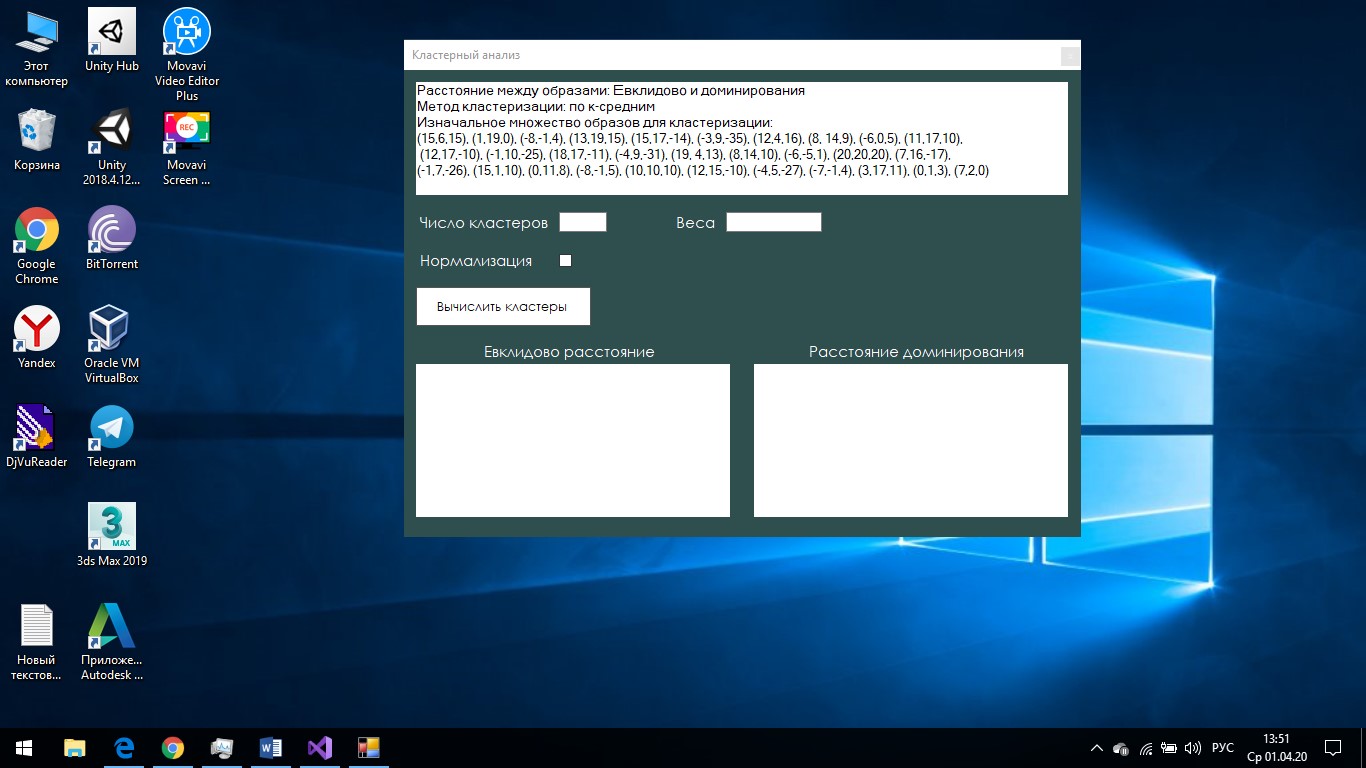 Этот компьютер
Unity Hub
Movavi Video Editor Plus
Корзина
Unity 2018.4.12...
Movavi Screen ...
REC
Google Chrome
BitTorrent
Yandex
Oracle VM VirtualBox
DjVuReader
Telegram
3
MAX
3ds Max 2019
Новый текстов...
Приложе... Autodesk ...
Кластерный анализ
Расстояние между образами: Евклидово и доминирования
Метод кластеризации: по к-средним
Изначальное множество образов для кластеризации:
(15,6,15), (1,19,0), (-8,-1,4), (13,19,15), (15,17,-14), (-3,9,-35), (12,4,16), (8, 14,9), (-6,0,5), (11,17,10),
(12,17,-10), (-1,10,-25), (18,17,-11), (-4,9,-31), (19, 4,13), (8,14,10), (-6,-5,1), (20,20,20), (7,16,-17),
(-1,7,-26), (15,1,10), (0,11,8), (-8,-1,5), (10,10,10), (12,15,-10), (-4,5,-27), (-7,-1,4), (3,17,11), (0,1,3), (7,2,0)
Число кластеров
Веса
Нормализация
Вычислить кластеры
Евклидово расстояние
Расстояние доминирования
РУС
13:51
Ср 01.04.20